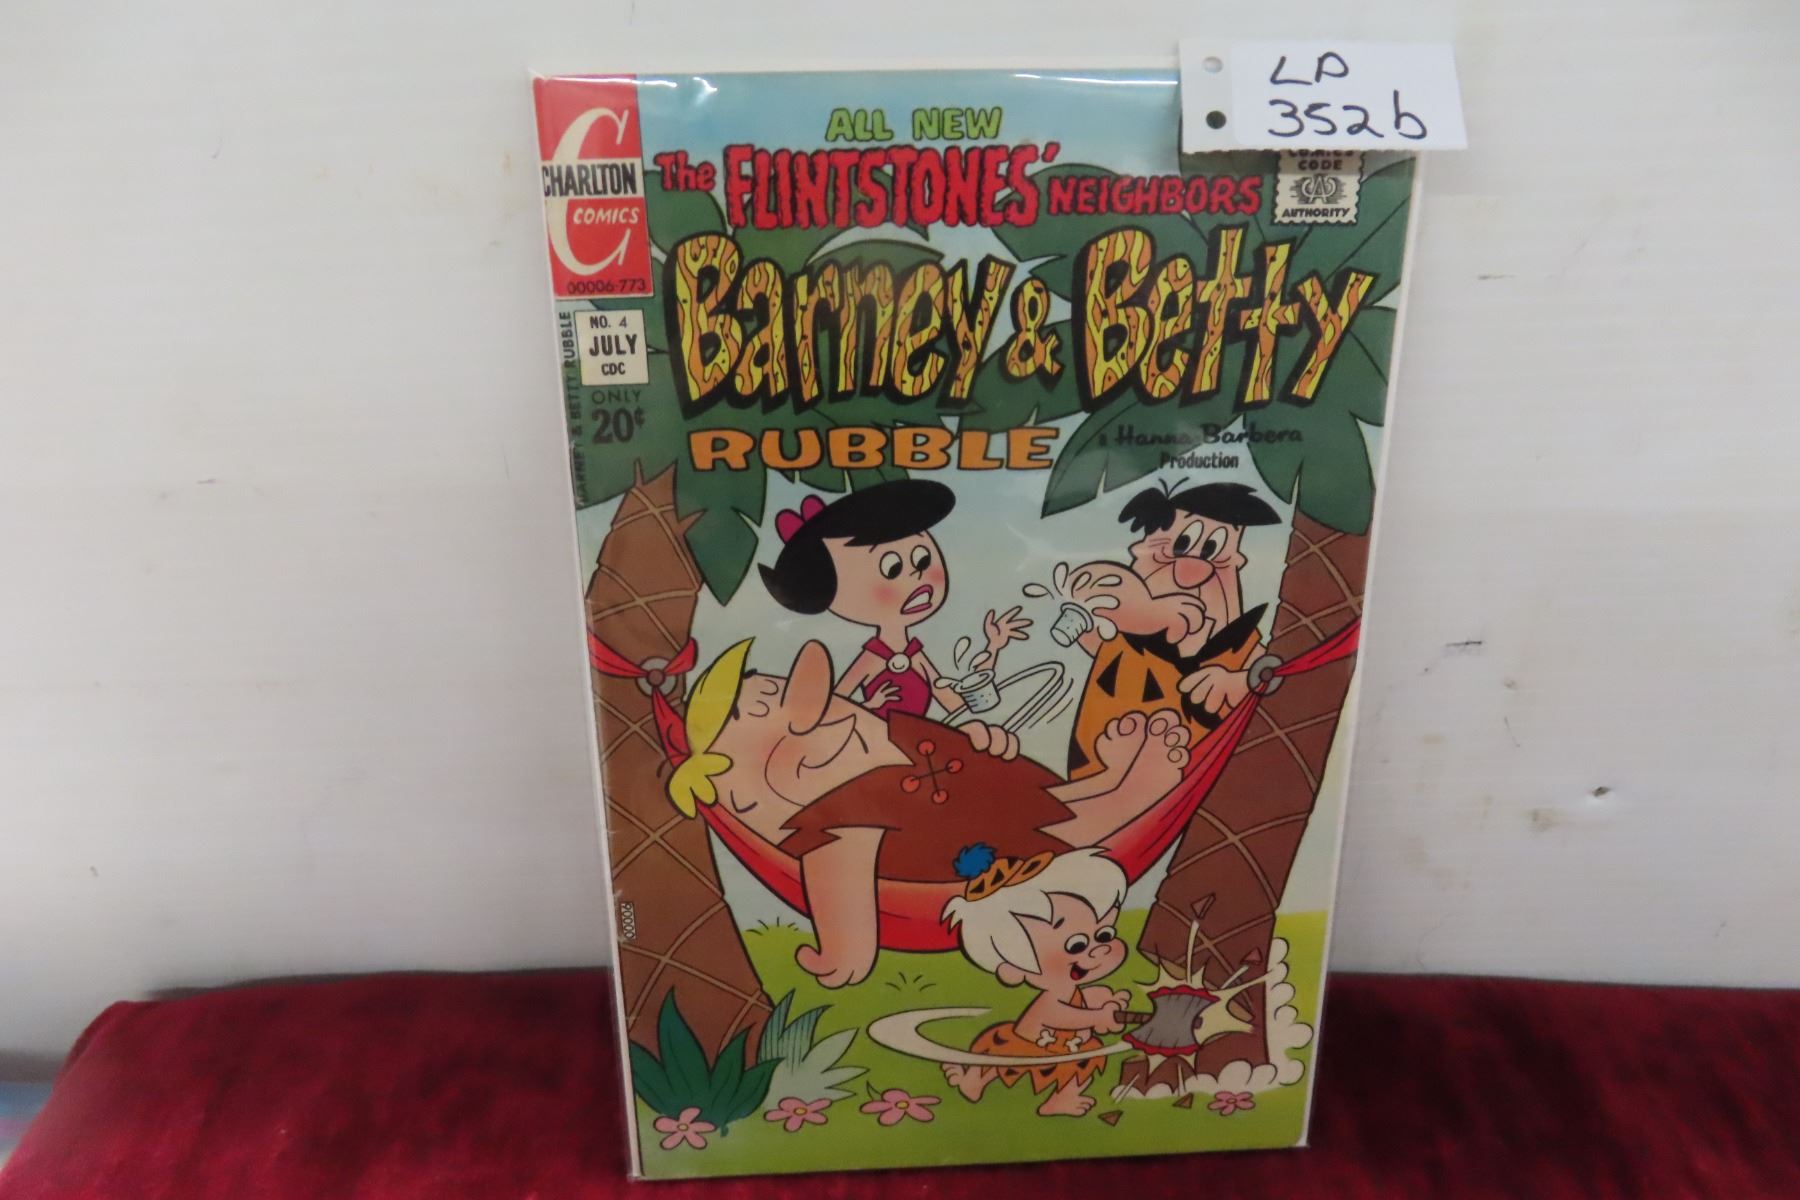 LP
352b
ALL NEW
The FLINTSTONES' NEIGHBORS
Barney & Betty
RUBBLE
a Hanna-Barbera
Production
CHARLTON
COMICS
00006-773
NO. 4
JULY
CDC
ONLY
20¢
BARNEY & BETTY RUBBLE
COMICS
CODE
AUTHORITY
00006